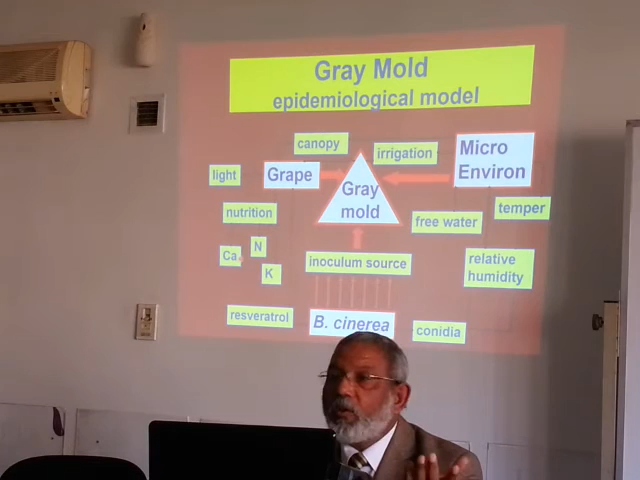 Gray Mold
epidemiological model
canopy
irrigation
light
Grape
Micro
Environ
Gray
mold
nutrition
free water
temper
Ca
N
K
inoculum source
relative
humidity
resveratrol
B. cinerea
conidia